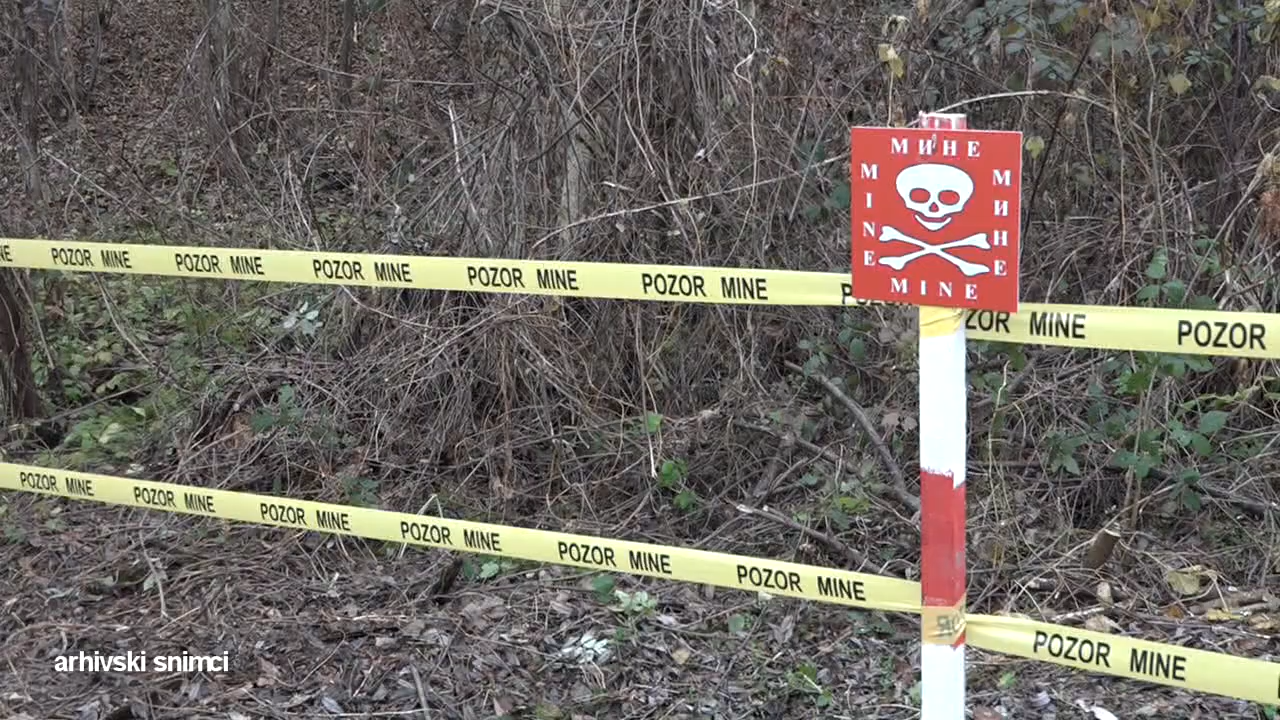 МИНЕ
MINE
МИНЕ
MINE
POZOR MINE POZOR MINE POZOR MINE POZOR MINE POZOR MINE
ZOR MINE POZOR
POZOR MINE POZOR MINE POZOR MINE POZOR MINE POZOR MINE POZOR MINE
POZOR MINE
arhivski snimci